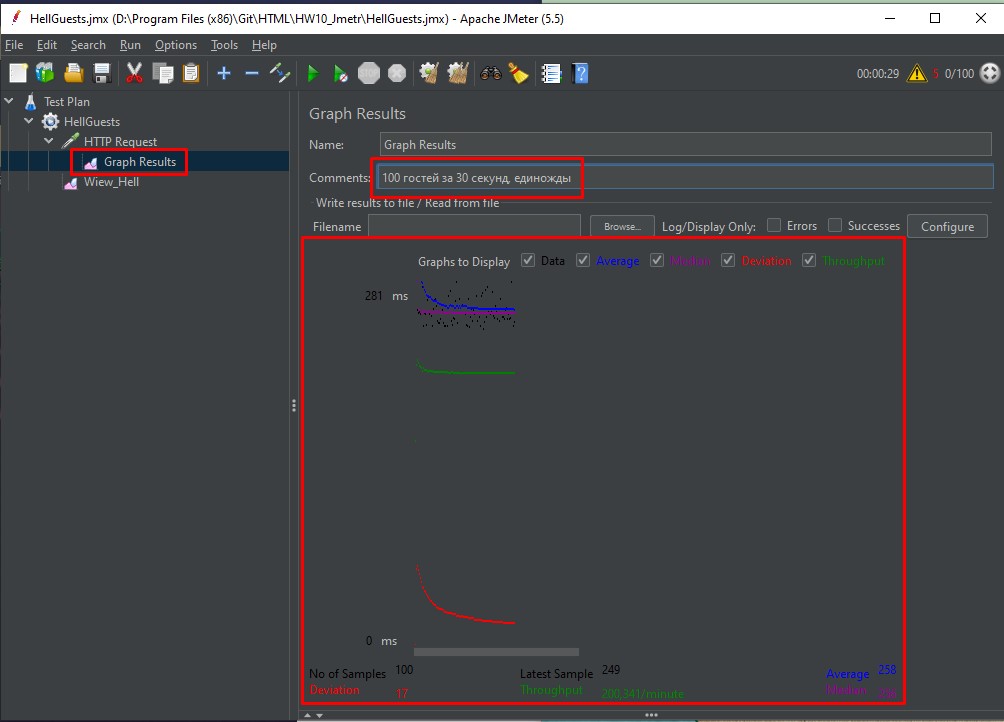 HellGuests.jmx (D:\Program Files (x86)\Git\HTML\HW10_Jmetr\HellGuests.jmx) - Apache JMeter (5.5)
File Edit Search Run Options Tools Help
STOP 00:00:29 5 0/100
Test Plan
HellGuests
HTTP Request
Graph Results
Wiew_Hell
Graph Results
Name: Graph Results
Comments: 100 гостей за 30 секунд, единожды
Write results to file / Read from file
Filename Browse... Log/Display Only: Errors Successes Configure
Graphs to Display Data Average Median Deviation Throughput
281 ms
0 ms
No of Samples 100 Latest Sample 249 Average 258
Deviation 17 Throughput 200,341/minute Median